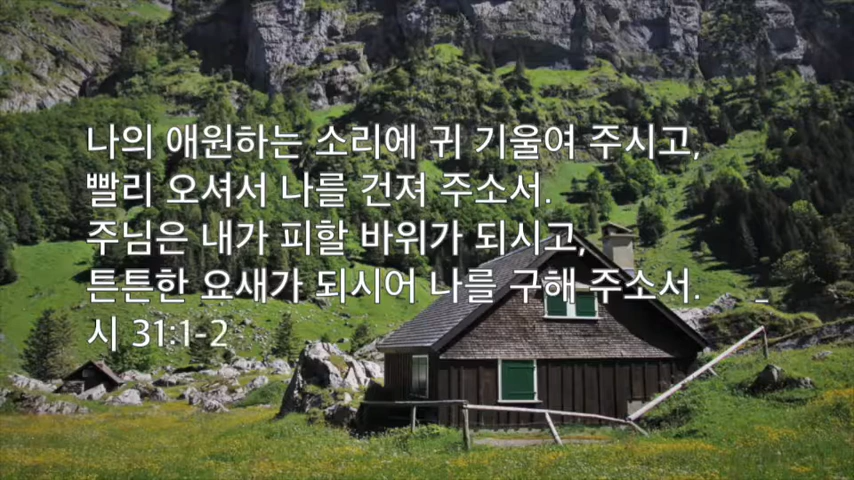 나의 애원하는 소리에 귀 기울여 주시고,
빨리 오셔서 나를 건져 주소서.
주님은 내가 피할 바위가 되시고,
튼튼한 요새가 되시어 나를 구해 주소서. _
시 31:1-2